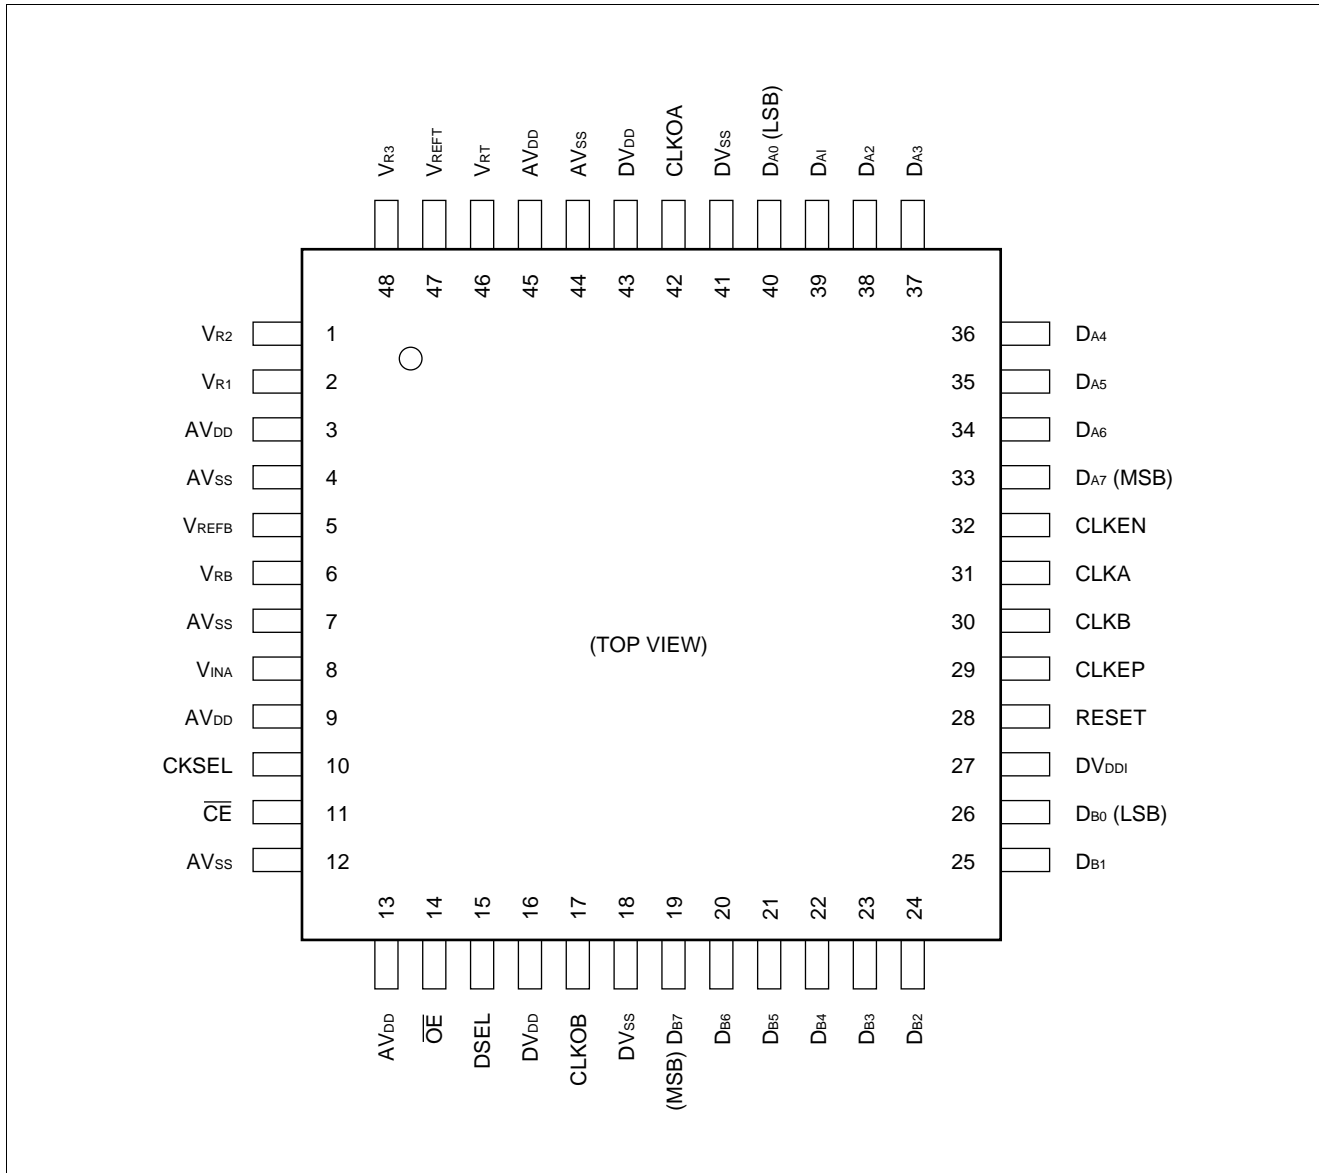 VR3 VREFT VRT AVDD AVSS DVDD CLKOA DVSS DA0 (LSB) DAI DA2 DA3
48 47 46 45 44 43 42 41 40 39 38 37
VR2 1 36 DA4
VR1 2 35 DA5
AVDD 3 34 DA6
AVSS 4 33 DA7 (MSB)
VREFB 5 32 CLKEN
VRB 6 31 CLKA
AVSS 7 30 CLKB
(TOP VIEW)
VINA 8 29 CLKEP
AVDD 9 28 RESET
CKSEL 10 27 DVDDI
C̅E̅ 11 26 DB0 (LSB)
AVSS 12 25 DB1
13 14 15 16 17 18 19 20 21 22 23 24
AVDD O̅E̅ DSEL DVDD CLKOB DVSS (MSB) DB7 DB6 DB5 DB4 DB3 DB2